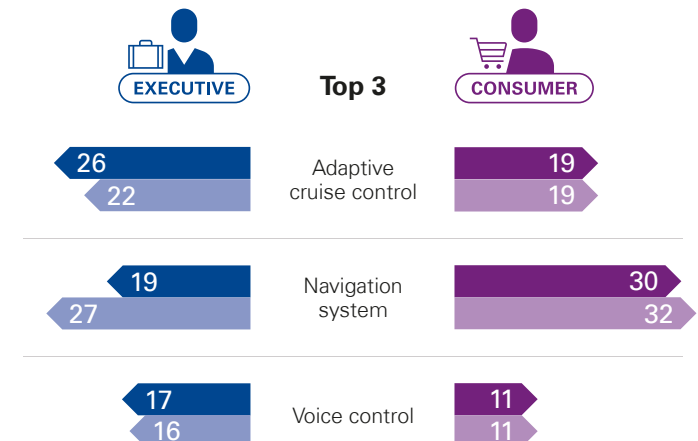 EXECUTIVE
Top 3
CONSUMER
26
22
Adaptive
cruise control
19
19
19
27
Navigation
system
30
32
17
16
Voice control
11
11